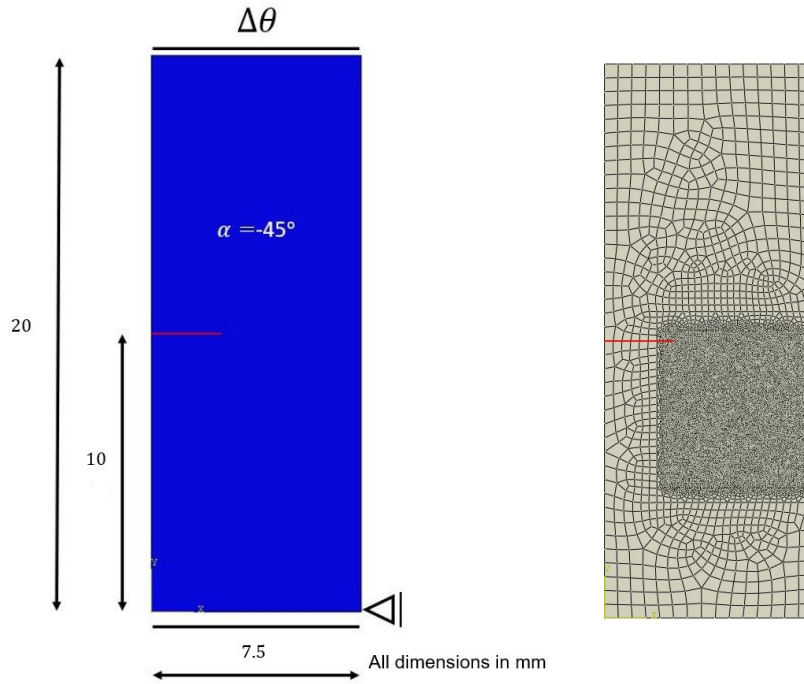 Δθ
α =-45°
20
10
Y
X
7.5
All dimensions in mm
Y
X